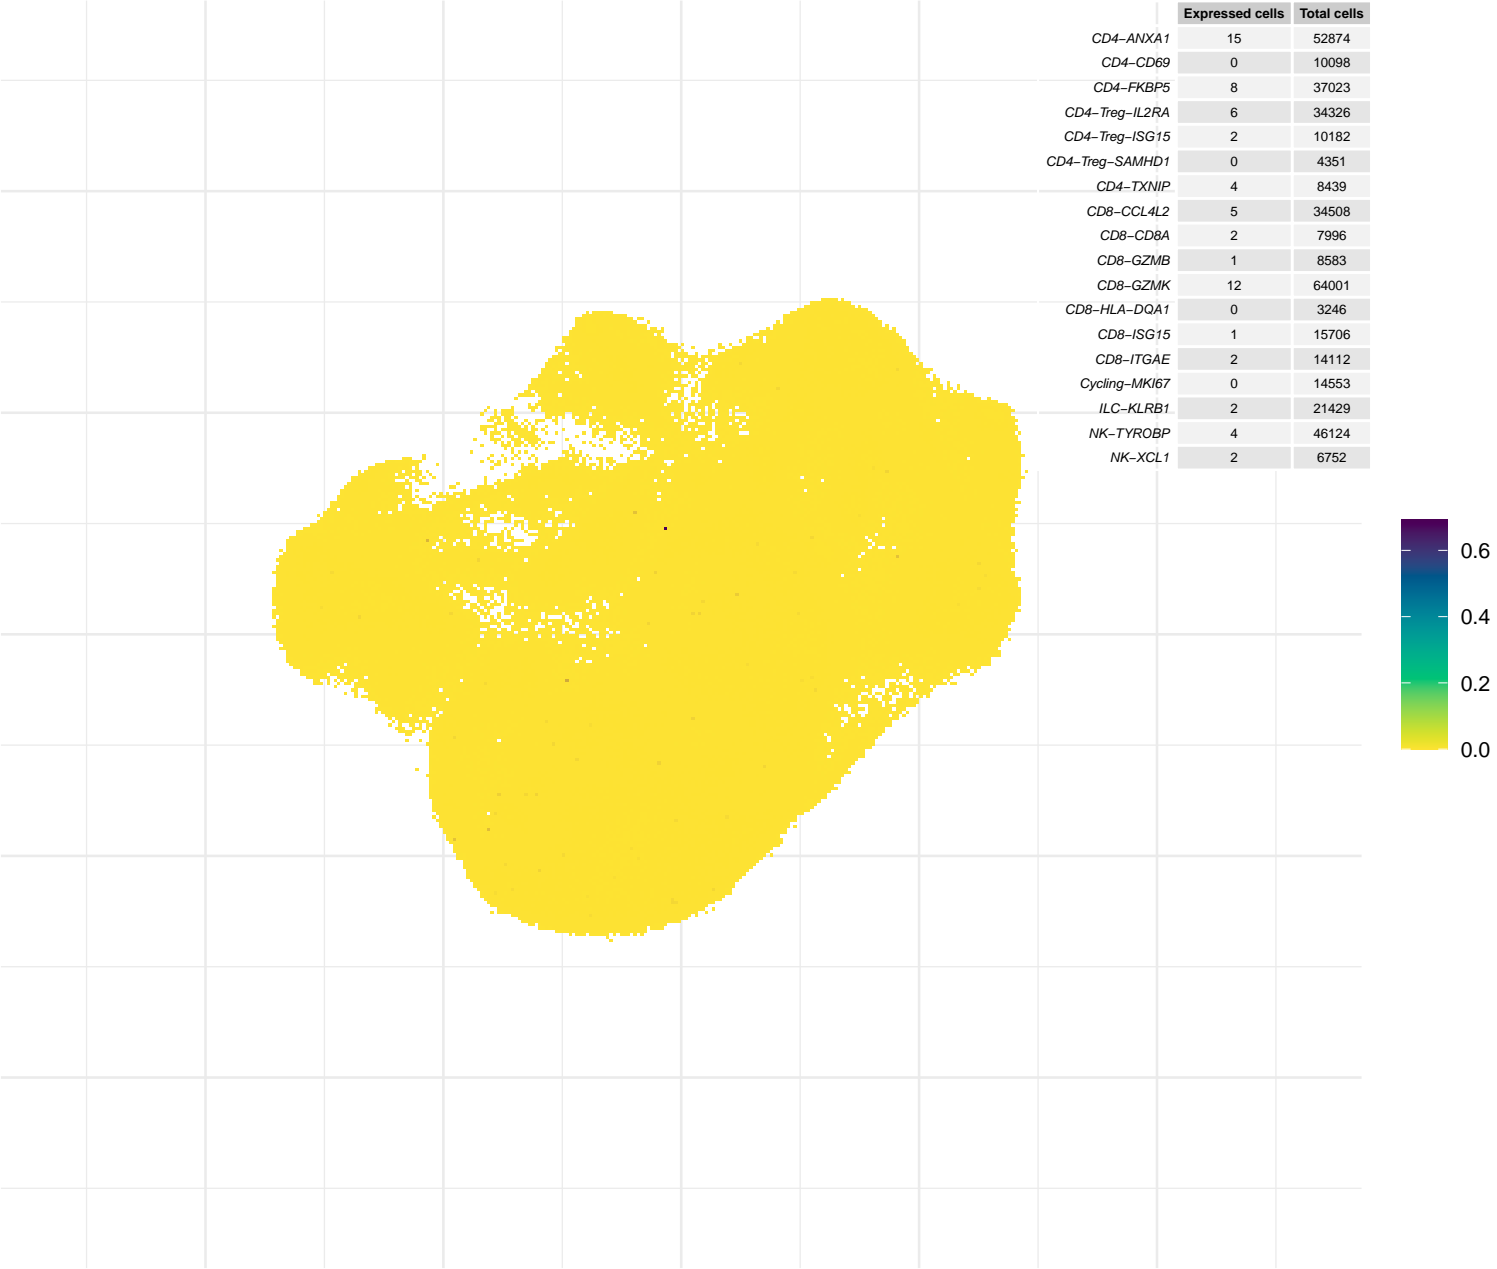 Expressed cells Total cells
CD4−ANXA1 15 52874
CD4−CD69 0 10098
CD4−FKBP5 8 37023
CD4−Treg−IL2RA 6 34326
CD4−Treg−ISG15 2 10182
CD4−Treg−SAMHD1 0 4351
CD4−TXNIP 4 8439
CD8−CCL4L2 5 34508
CD8−CD8A 2 7996
CD8−GZMB 1 8583
CD8−GZMK 12 64001
CD8−HLA−DQA1 0 3246
CD8−ISG15 1 15706
CD8−ITGAE 2 14112
Cycling−MKI67 0 14553
ILC−KLRB1 2 21429
NK−TYROBP 4 46124
NK−XCL1 2 6752
0.6
0.4
0.2
0.0